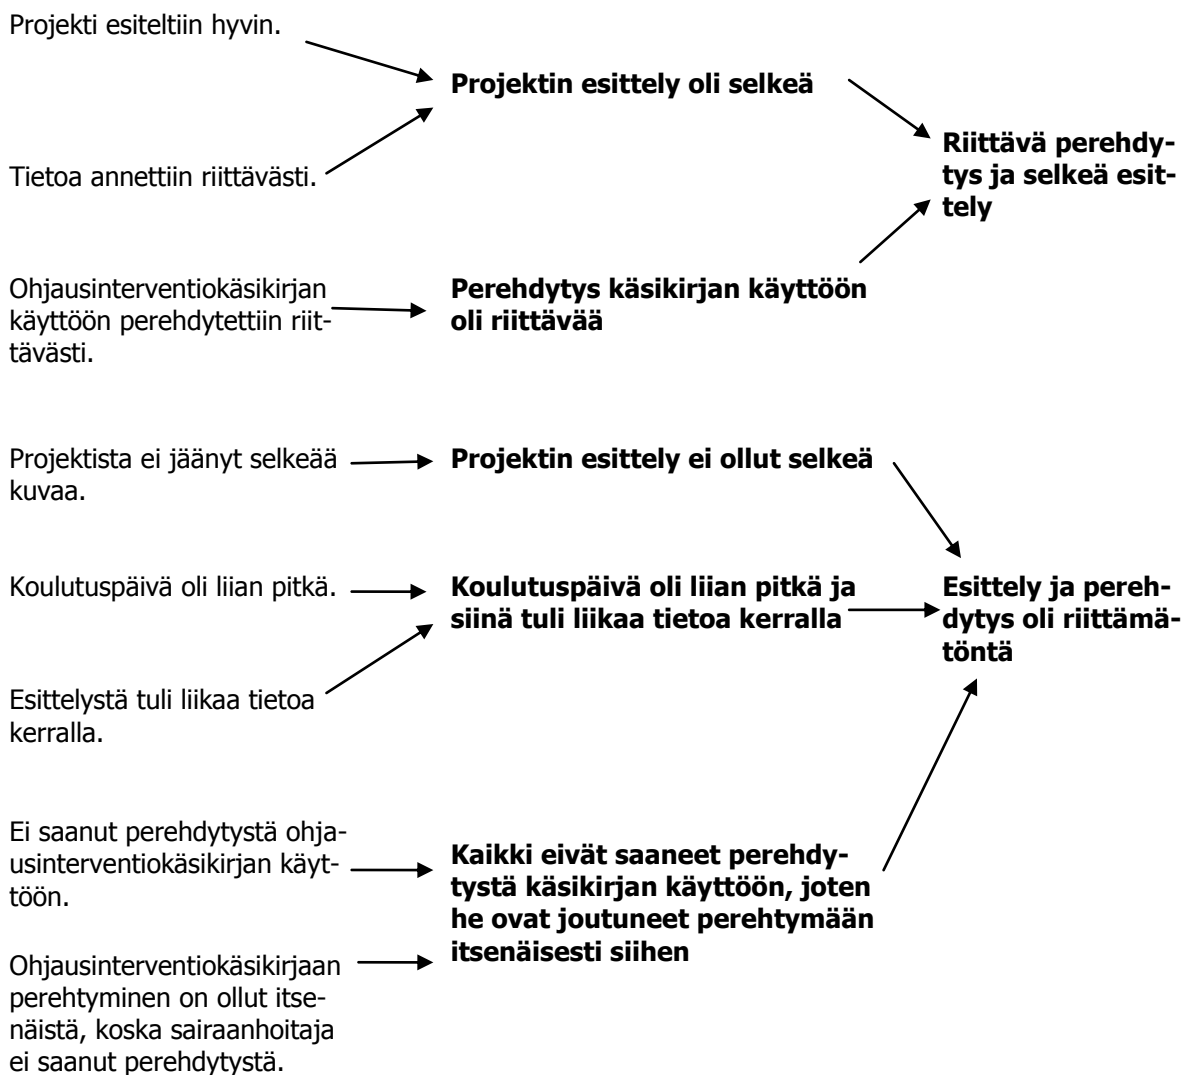 Projekti esiteltiin hyvin.
Projektin esittely oli selkeä
Tietoa annettiin riittävästi.
Riittävä perehdy-
tys ja selkeä esit-
tely
Ohjausinterventiokäsikirjan
käyttöön perehdytettiin riit-
tävästi.
Perehdytys käsikirjan käyttöön
oli riittävää
Projektista ei jäänyt selkeää
kuvaa.
Projektin esittely ei ollut selkeä
Koulutuspäivä oli liian pitkä.
Koulutuspäivä oli liian pitkä ja
siinä tuli liikaa tietoa kerralla
Esittely ja pereh-
dytys oli riittämä-
töntä
Esittelystä tuli liikaa tietoa
kerralla.
Ei saanut perehdytystä ohja-
usinterventiokäsikirjan käyt-
töön.
Kaikki eivät saaneet perehdy-
tystä käsikirjan käyttöön, joten
he ovat joutuneet perehtymään
itsenäisesti siihen
Ohjausinterventiokäsikirjaan
perehtyminen on ollut itse-
näistä, koska sairaanhoitaja
ei saanut perehdytystä.